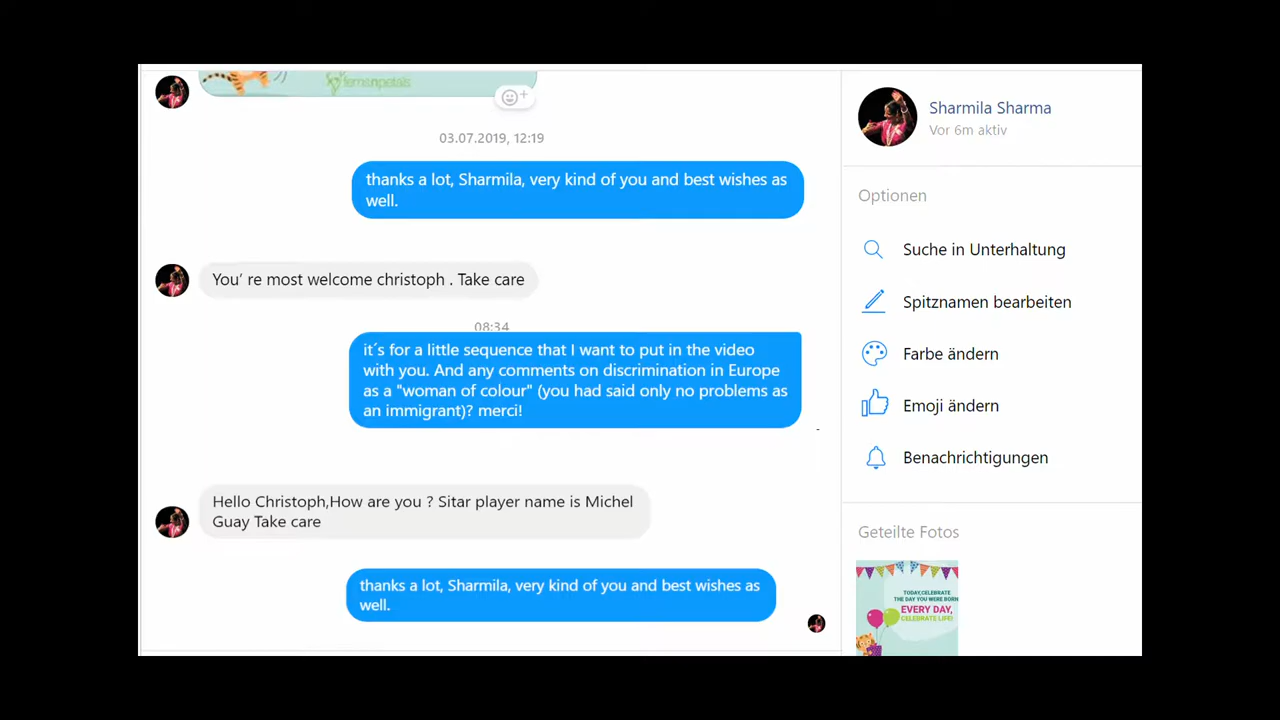 fernsnpetals
03.07.2019, 12:19
thanks a lot, Sharmila, very kind of you and best wishes as
well.
You’ re most welcome christoph . Take care
08:34
it´s for a little sequence that I want to put in the video
with you. And any comments on discrimination in Europe
as a "woman of colour" (you had said only no problems as
an immigrant)? merci!
Hello Christoph,How are you ? Sitar player name is Michel
Guay Take care
thanks a lot, Sharmila, very kind of you and best wishes as
well.
Sharmila Sharma
Vor 6m aktiv
Optionen
Suche in Unterhaltung
Spitznamen bearbeiten
Farbe ändern
Emoji ändern
Benachrichtigungen
Geteilte Fotos
TODAY,CELEBRATE
THE DAY YOU WERE BORN
EVERY DAY,
CELEBRATE LIFE!